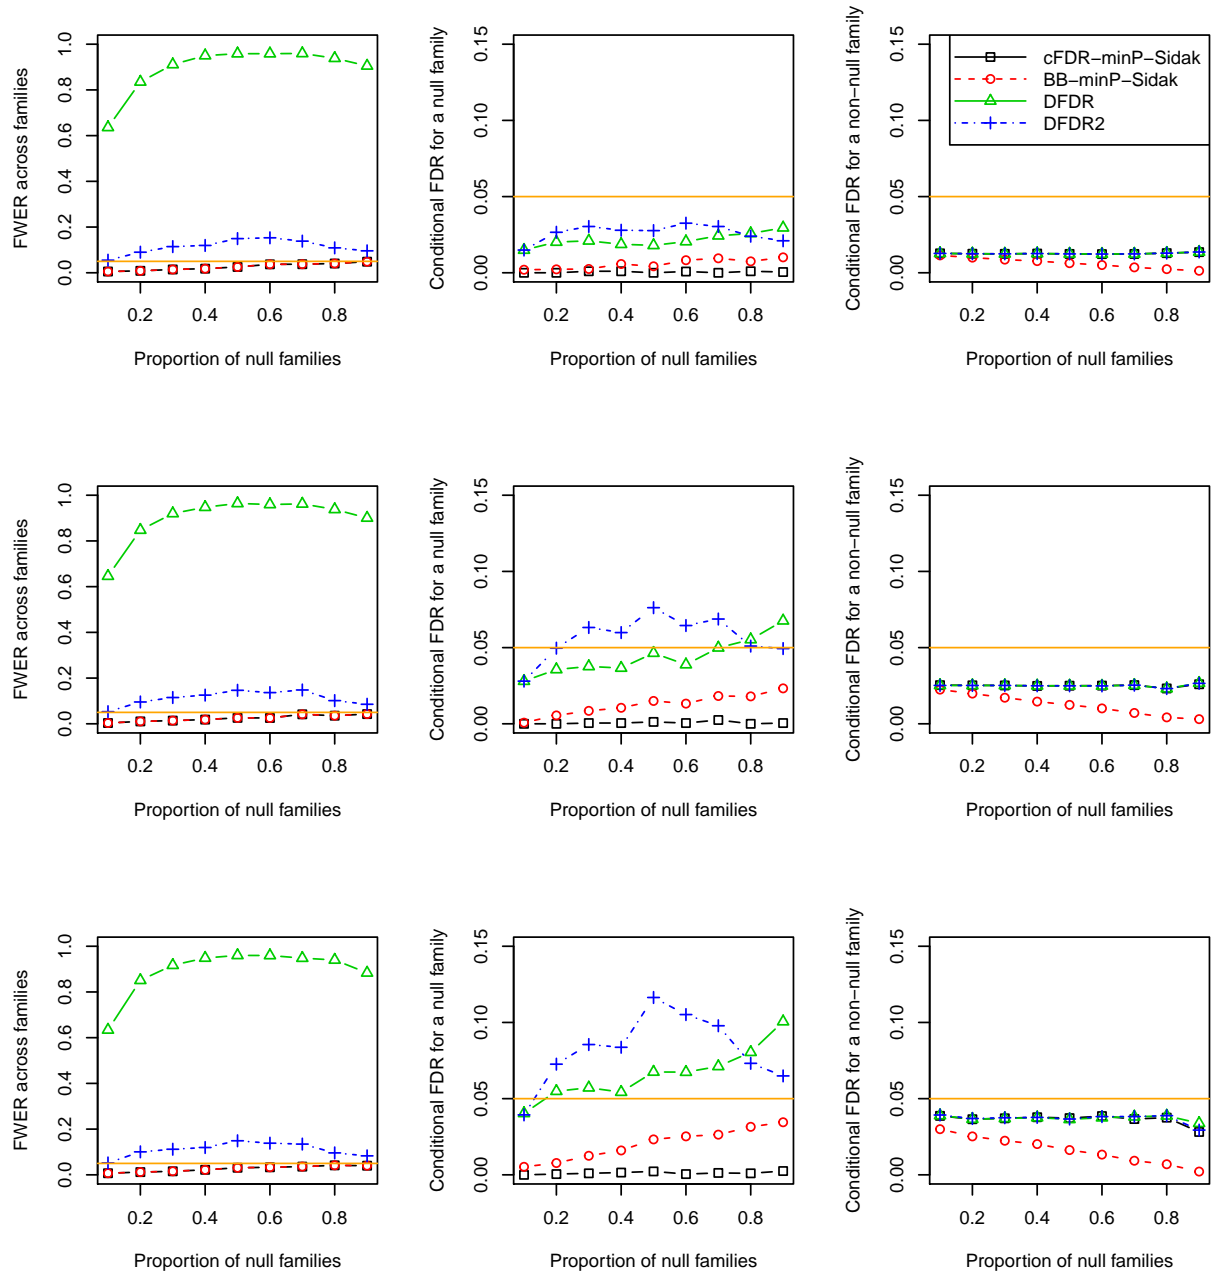 FWER across families
0.0 0.2 0.4 0.6 0.8 1.0
0.2 0.4 0.6 0.8
Proportion of null families
Conditional FDR for a null family
0.00 0.05 0.10 0.15
0.2 0.4 0.6 0.8
Proportion of null families
Conditional FDR for a non−null family
0.00 0.05 0.10 0.15
cFDR−minP−Sidak
BB−minP−Sidak
DFDR
DFDR2
0.2 0.4 0.6 0.8
Proportion of null families
FWER across families
0.0 0.2 0.4 0.6 0.8 1.0
0.2 0.4 0.6 0.8
Proportion of null families
Conditional FDR for a null family
0.00 0.05 0.10 0.15
0.2 0.4 0.6 0.8
Proportion of null families
Conditional FDR for a non−null family
0.00 0.05 0.10 0.15
0.2 0.4 0.6 0.8
Proportion of null families
FWER across families
0.0 0.2 0.4 0.6 0.8 1.0
0.2 0.4 0.6 0.8
Proportion of null families
Conditional FDR for a null family
0.00 0.05 0.10 0.15
0.2 0.4 0.6 0.8
Proportion of null families
Conditional FDR for a non−null family
0.00 0.05 0.10 0.15
0.2 0.4 0.6 0.8
Proportion of null families